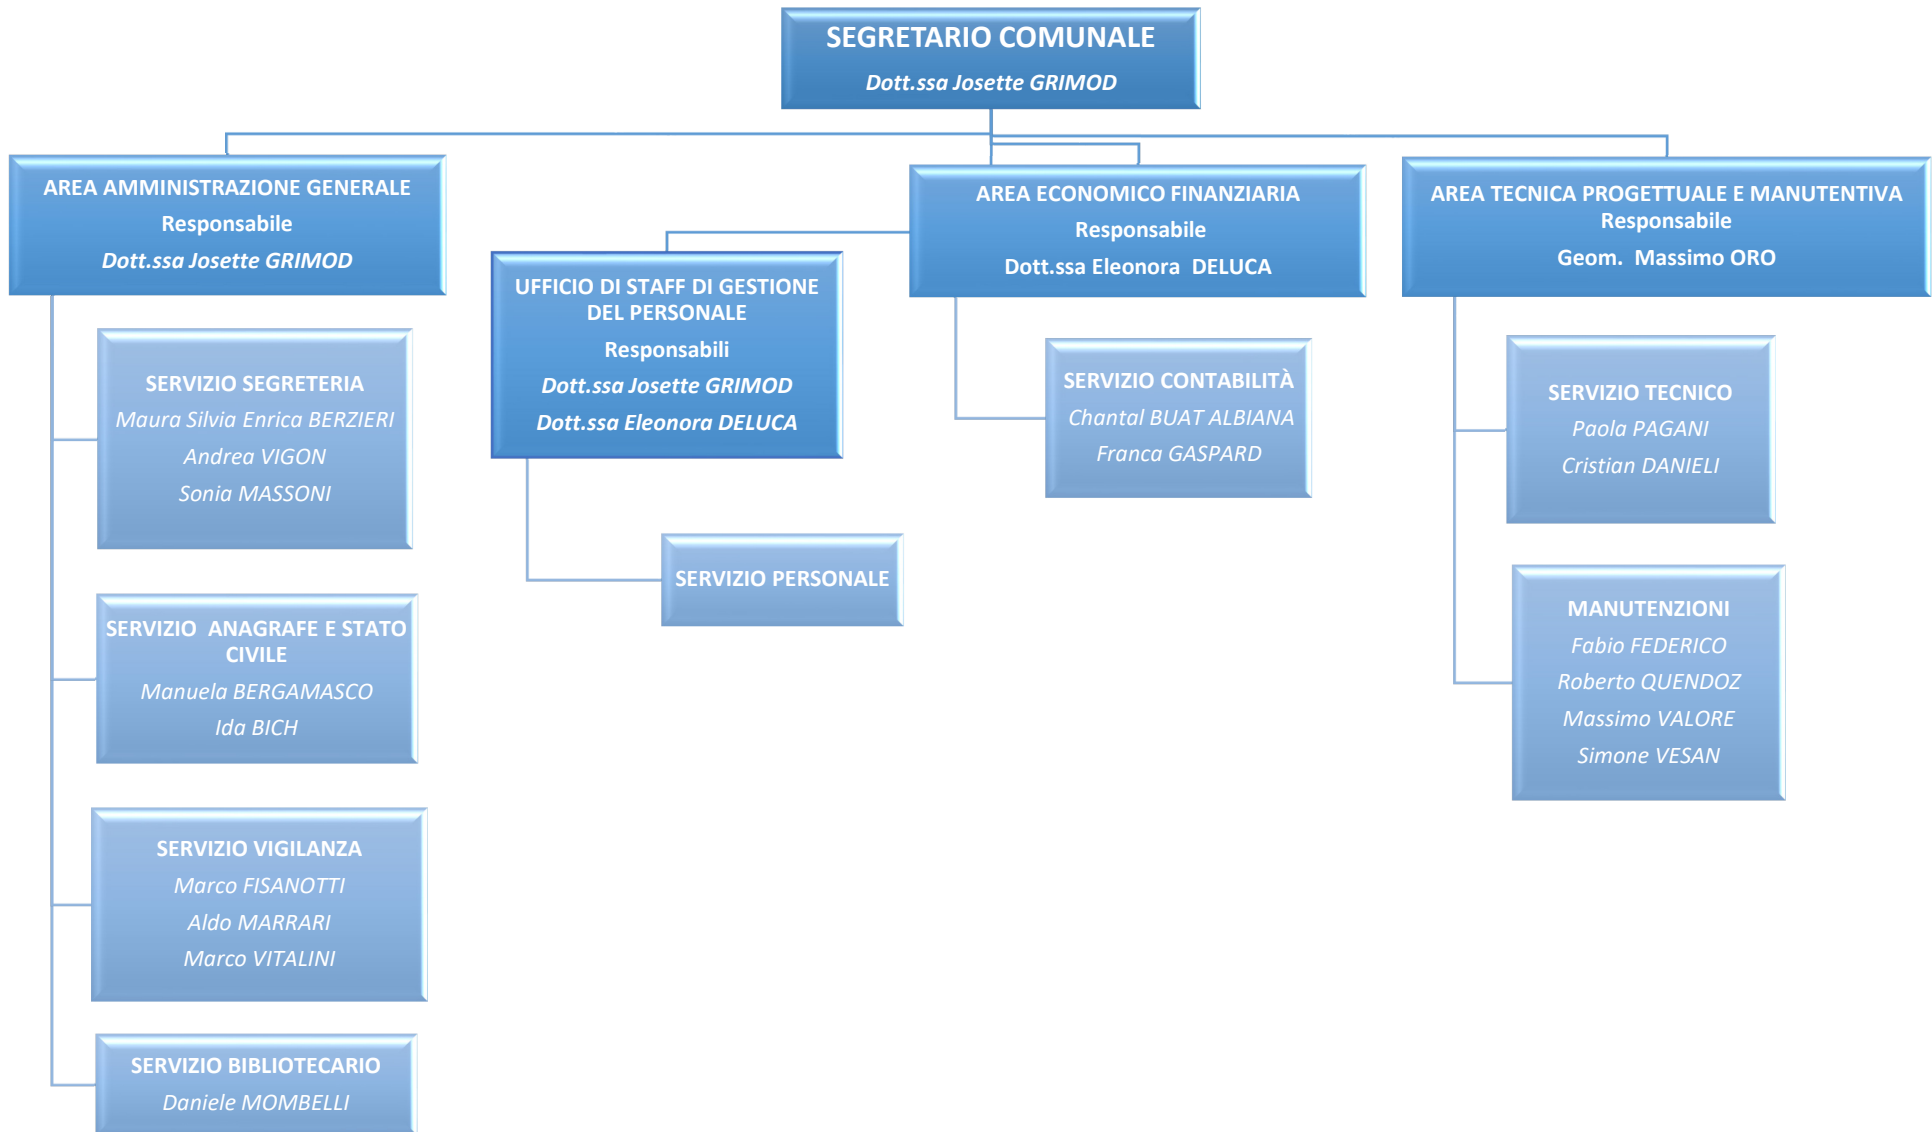 SEGRETARIO COMUNALE
Dott.ssa Josette GRIMOD
AREA AMMINISTRAZIONE GENERALE
Responsabile
Dott.ssa Josette GRIMOD
SERVIZIO SEGRETERIA
Maura Silvia Enrica BERZIERI
Andrea VIGON
Sonia MASSONI
SERVIZIO ANAGRAFE E STATO
CIVILE
Manuela BERGAMASCO
Ida BICH
SERVIZIO VIGILANZA
Marco FISANOTTI
Aldo MARRARI
Marco VITALINI
SERVIZIO BIBLIOTECARIO
Daniele MOMBELLI
UFFICIO DI STAFF DI GESTIONE
DEL PERSONALE
Responsabili
Dott.ssa Josette GRIMOD
Dott.ssa Eleonora DELUCA
SERVIZIO PERSONALE
AREA ECONOMICO FINANZIARIA
Responsabile
Dott.ssa Eleonora DELUCA
SERVIZIO CONTABILITÀ
Chantal BUAT ALBIANA
Franca GASPARD
AREA TECNICA PROGETTUALE E MANUTENTIVA
Responsabile
Geom. Massimo ORO
SERVIZIO TECNICO
Paola PAGANI
Cristian DANIELI
MANUTENZIONI
Fabio FEDERICO
Roberto QUENDOZ
Massimo VALORE
Simone VESAN